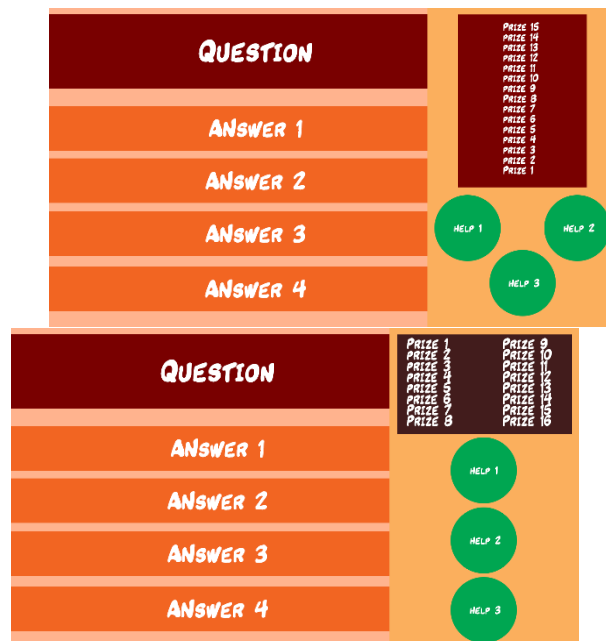 Question
Answer 1
Answer 2
Answer 3
Answer 4
Prize 15
Prize 14
Prize 13
Prize 12
Prize 11
Prize 10
Prize 9
Prize 8
Prize 7
Prize 6
Prize 5
Prize 4
Prize 3
Prize 2
Prize 1
Help 1
Help 2
Help 3
Question
Answer 1
Answer 2
Answer 3
Answer 4
Prize 1
Prize 2
Prize 3
Prize 4
Prize 5
Prize 6
Prize 7
Prize 8
Prize 9
Prize 10
Prize 11
Prize 12
Prize 13
Prize 14
Prize 15
Prize 16
Help 1
Help 2
Help 3